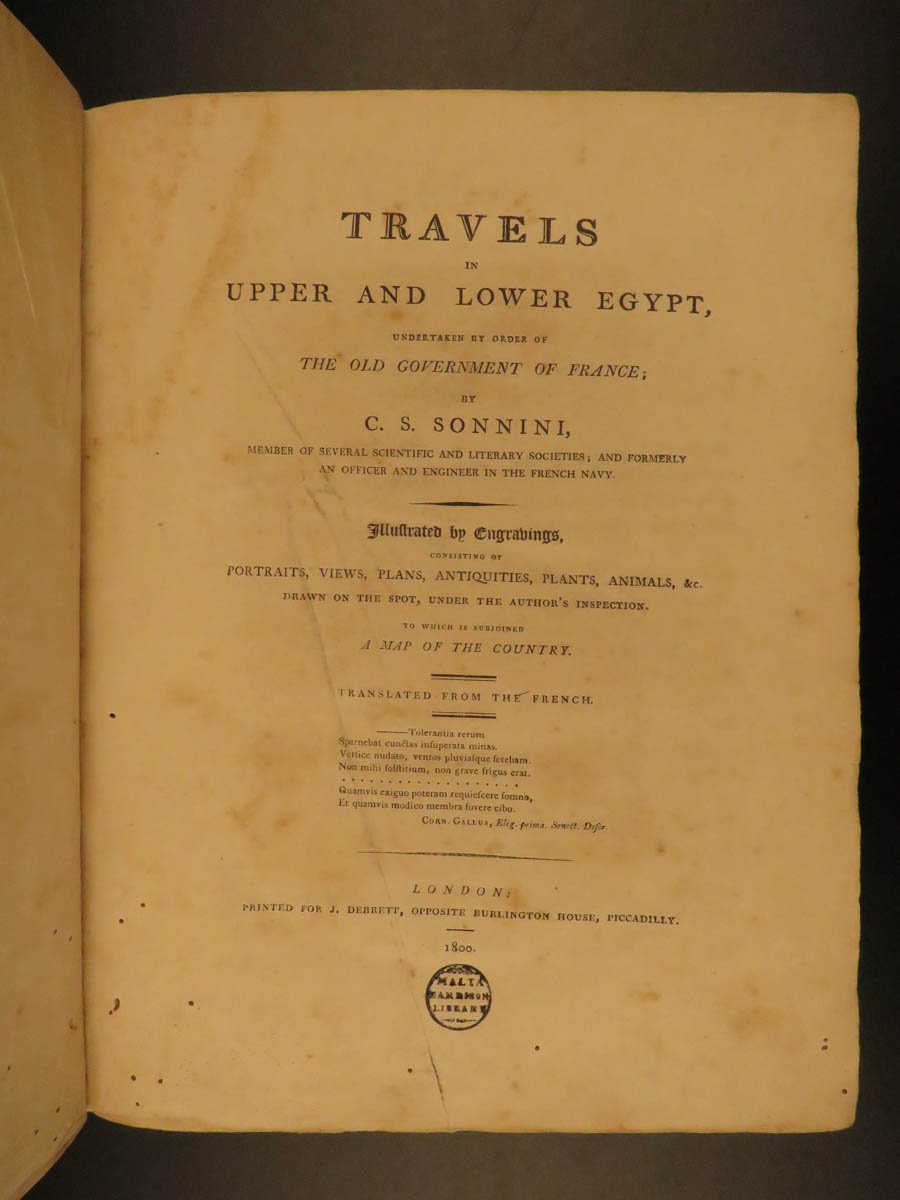 TRAVELS
IN
UPPER AND LOWER EGYPT,
UNDERTAKEN BY ORDER OF
THE OLD GOVERNMENT OF FRANCE;
BY
C. S. SONNINI,
MEMBER OF SEVERAL SCIENTIFIC AND LITERARY SOCIETIES; AND FORMERLY
AN OFFICER AND ENGINEER IN THE FRENCH NAVY.
Illuſtrated by Engravings,
CONSISTING OF
PORTRAITS, VIEWS, PLANS, ANTIQUITIES, PLANTS, ANIMALS, &c.
DRAWN ON THE SPOT, UNDER THE AUTHOR'S INSPECTION.
TO WHICH IS SUBJOINED
A MAP OF THE COUNTRY.
TRANSLATED FROM THE FRENCH.
———Tolerantia rerum
Spernebat cunctas inſuperata minas.
Vertice nudato, ventos pluviaſque ferebam.
Non mihi ſolſtitium, non grave frigus erat.
. . . . . . . . . . . . . . . . . . .
Quamvis exiguo poteram requieſcere ſomno,
Et quamvis modico membra fovere cibo.
CORN. GALLUS, Eleg. prima. Senect. Deſcr.
LONDON:
PRINTED FOR J. DEBRETT, OPPOSITE BURLINGTON HOUSE, PICCADILLY.
1800.
MALTA
GARRISON
LIBRARY